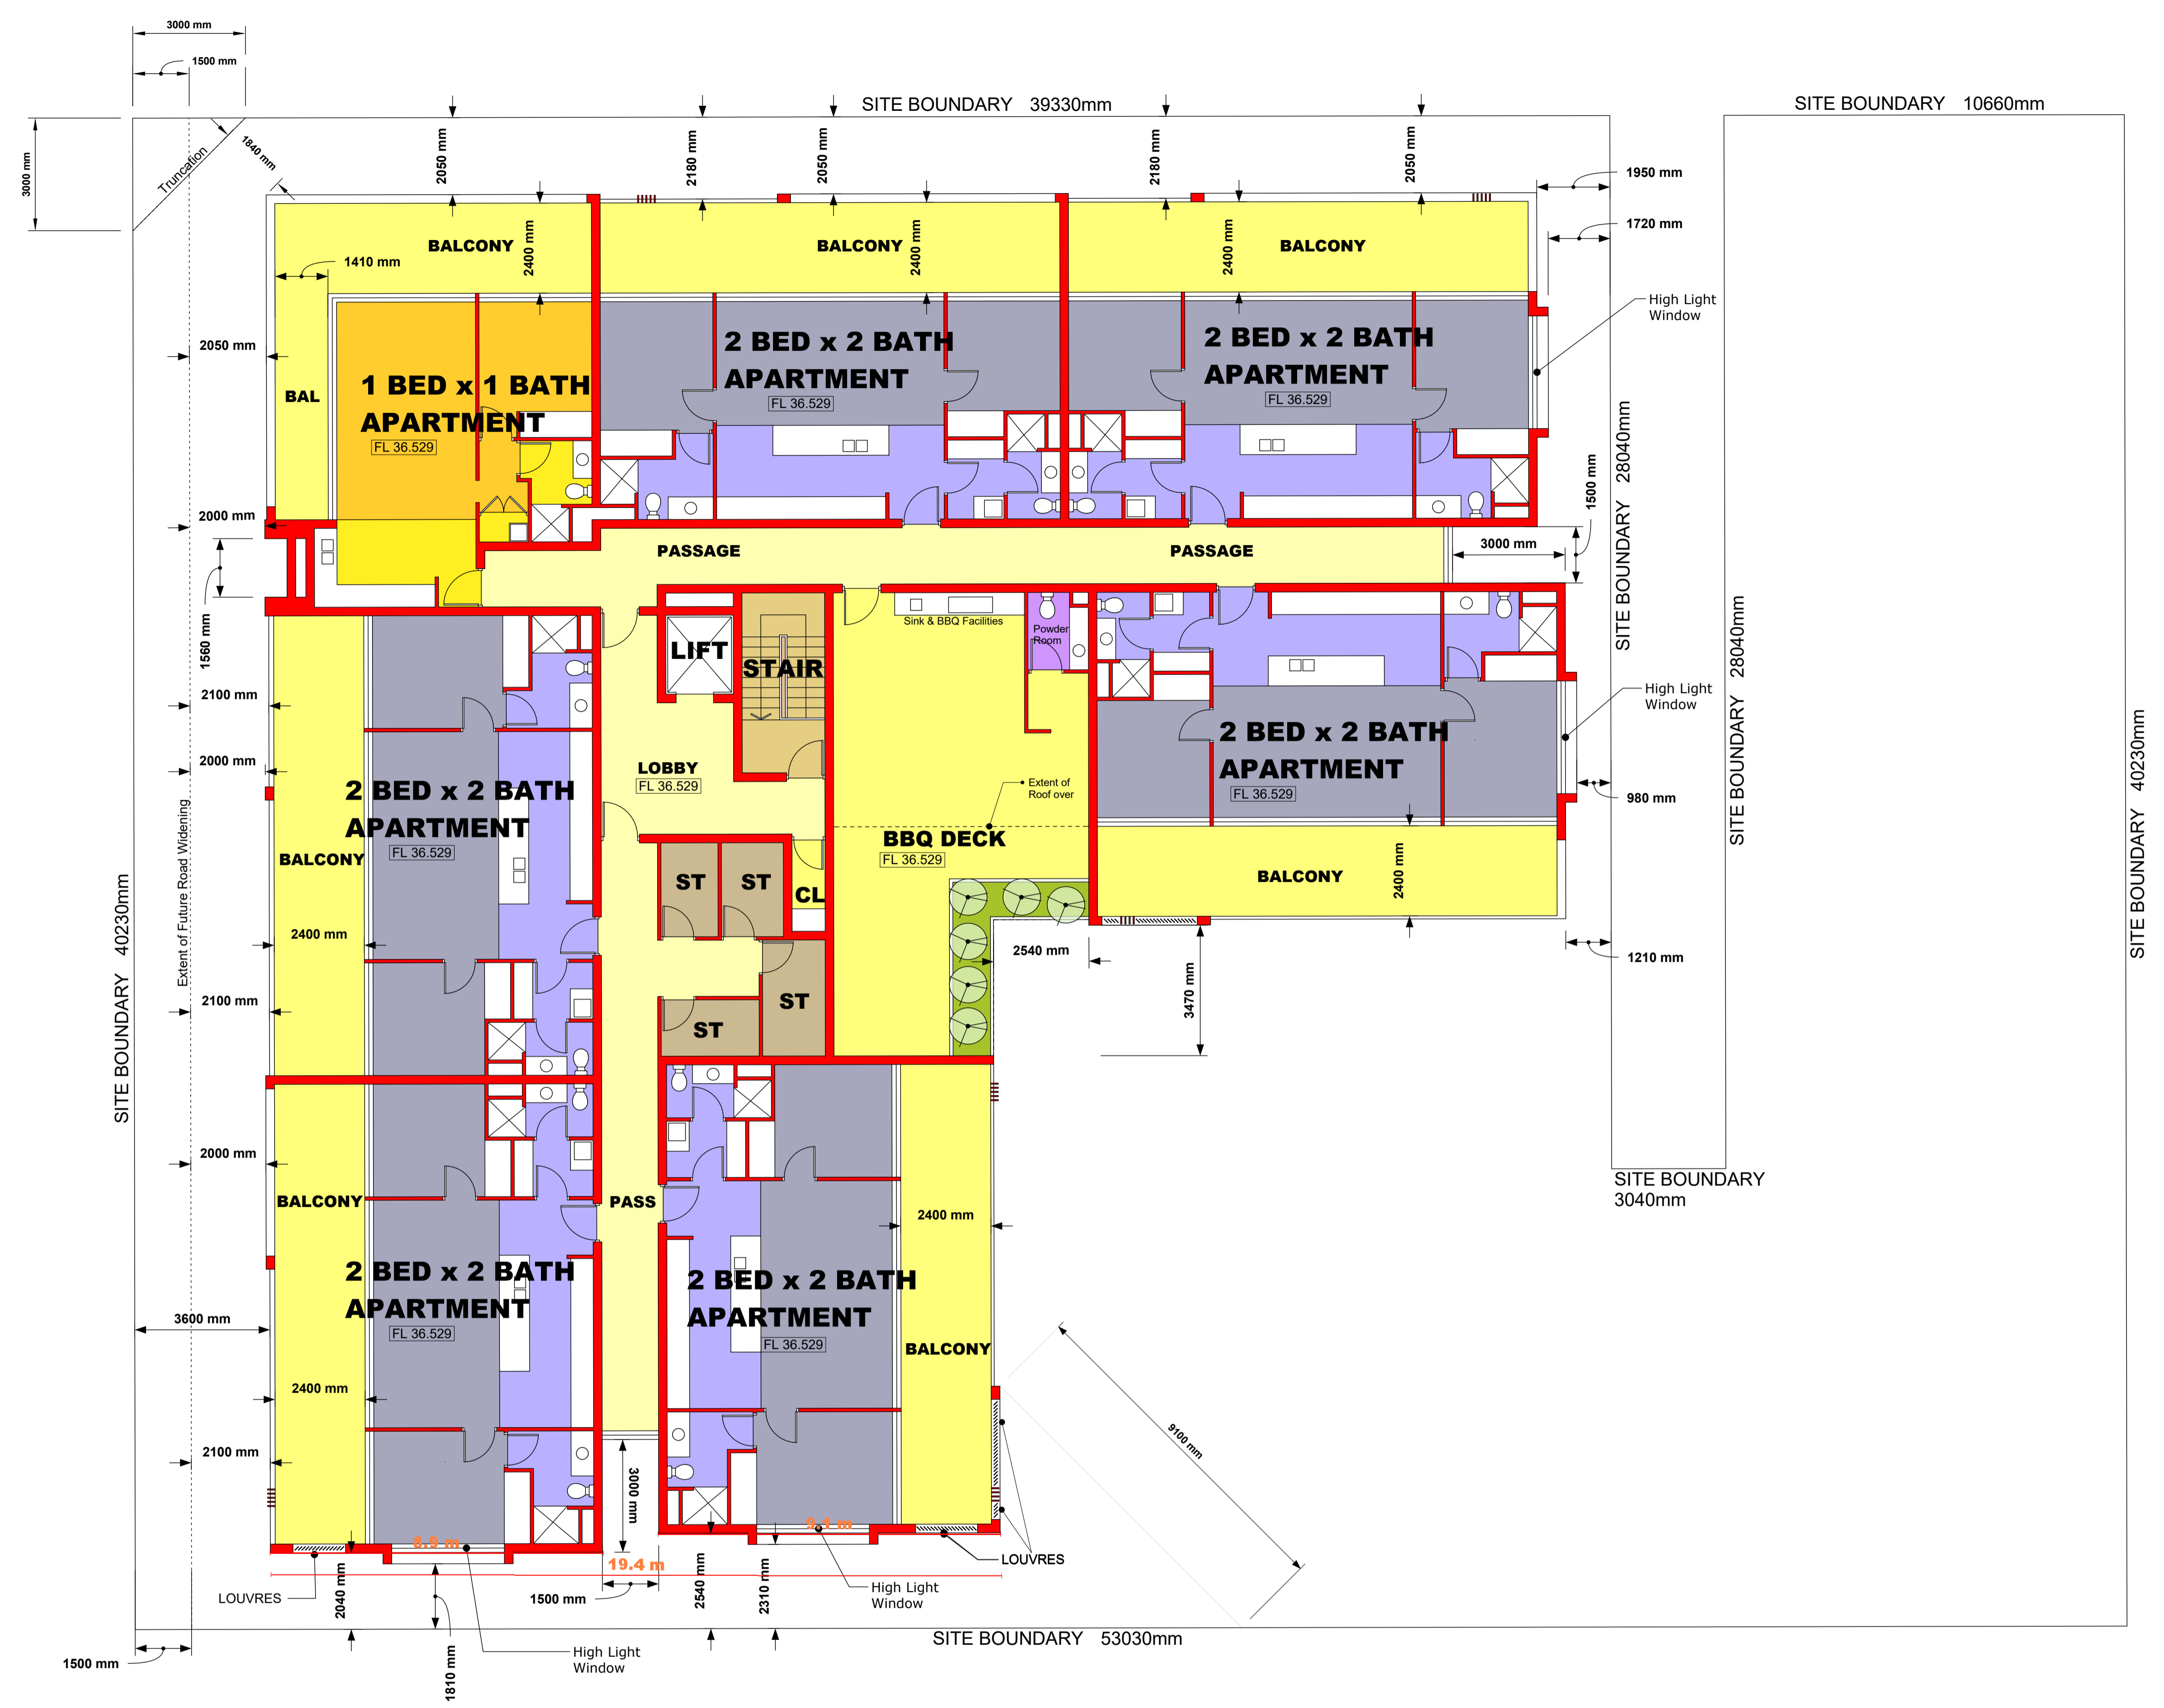 3000 mm
1500 mm
SITE BOUNDARY 39330mm
SITE BOUNDARY 10660mm
3000 mm
Truncation
1840 mm
2050 mm
2180 mm
2050 mm
2180 mm
2050 mm
1950 mm
1720 mm
BALCONY
2400 mm
BALCONY
2400 mm
BALCONY
2400 mm
1410 mm
High Light
Window
2050 mm
BAL
1 BED x 1 BATH
APARTMENT
FL 36.529
2 BED x 2 BATH
APARTMENT
FL 36.529
2 BED x 2 BATH
APARTMENT
FL 36.529
SITE BOUNDARY 28040mm
1500 mm
2000 mm
PASSAGE
PASSAGE
3000 mm
1560 mm
LIFT
STAIR
Sink & BBQ Facilities
Powder
Room
SITE BOUNDARY 28040mm
2100 mm
High Light
Window
2 BED x 2 BATH
APARTMENT
FL 36.529
SITE BOUNDARY 40230mm
2000 mm
LOBBY
FL 36.529
Extent of
Roof over
980 mm
2 BED x 2 BATH
APARTMENT
FL 36.529
BALCONY
BBQ DECK
FL 36.529
BALCONY
2400 mm
Extent of Future Road Widening
SITE BOUNDARY 40230mm
ST
ST
CL
2400 mm
2540 mm
1210 mm
3470 mm
2100 mm
ST
ST
2000 mm
BALCONY
PASS
2400 mm
SITE BOUNDARY
3040mm
2 BED x 2 BATH
APARTMENT
FL 36.529
2 BED x 2 BATH
APARTMENT
FL 36.529
3600 mm
BALCONY
2400 mm
9100 mm
2100 mm
3000 mm
8.9 m
9.1 m
19.4 m
LOUVRES
LOUVRES
2040 mm
1500 mm
2540 mm
2310 mm
High Light
Window
SITE BOUNDARY 53030mm
1500 mm
1810 mm
High Light
Window